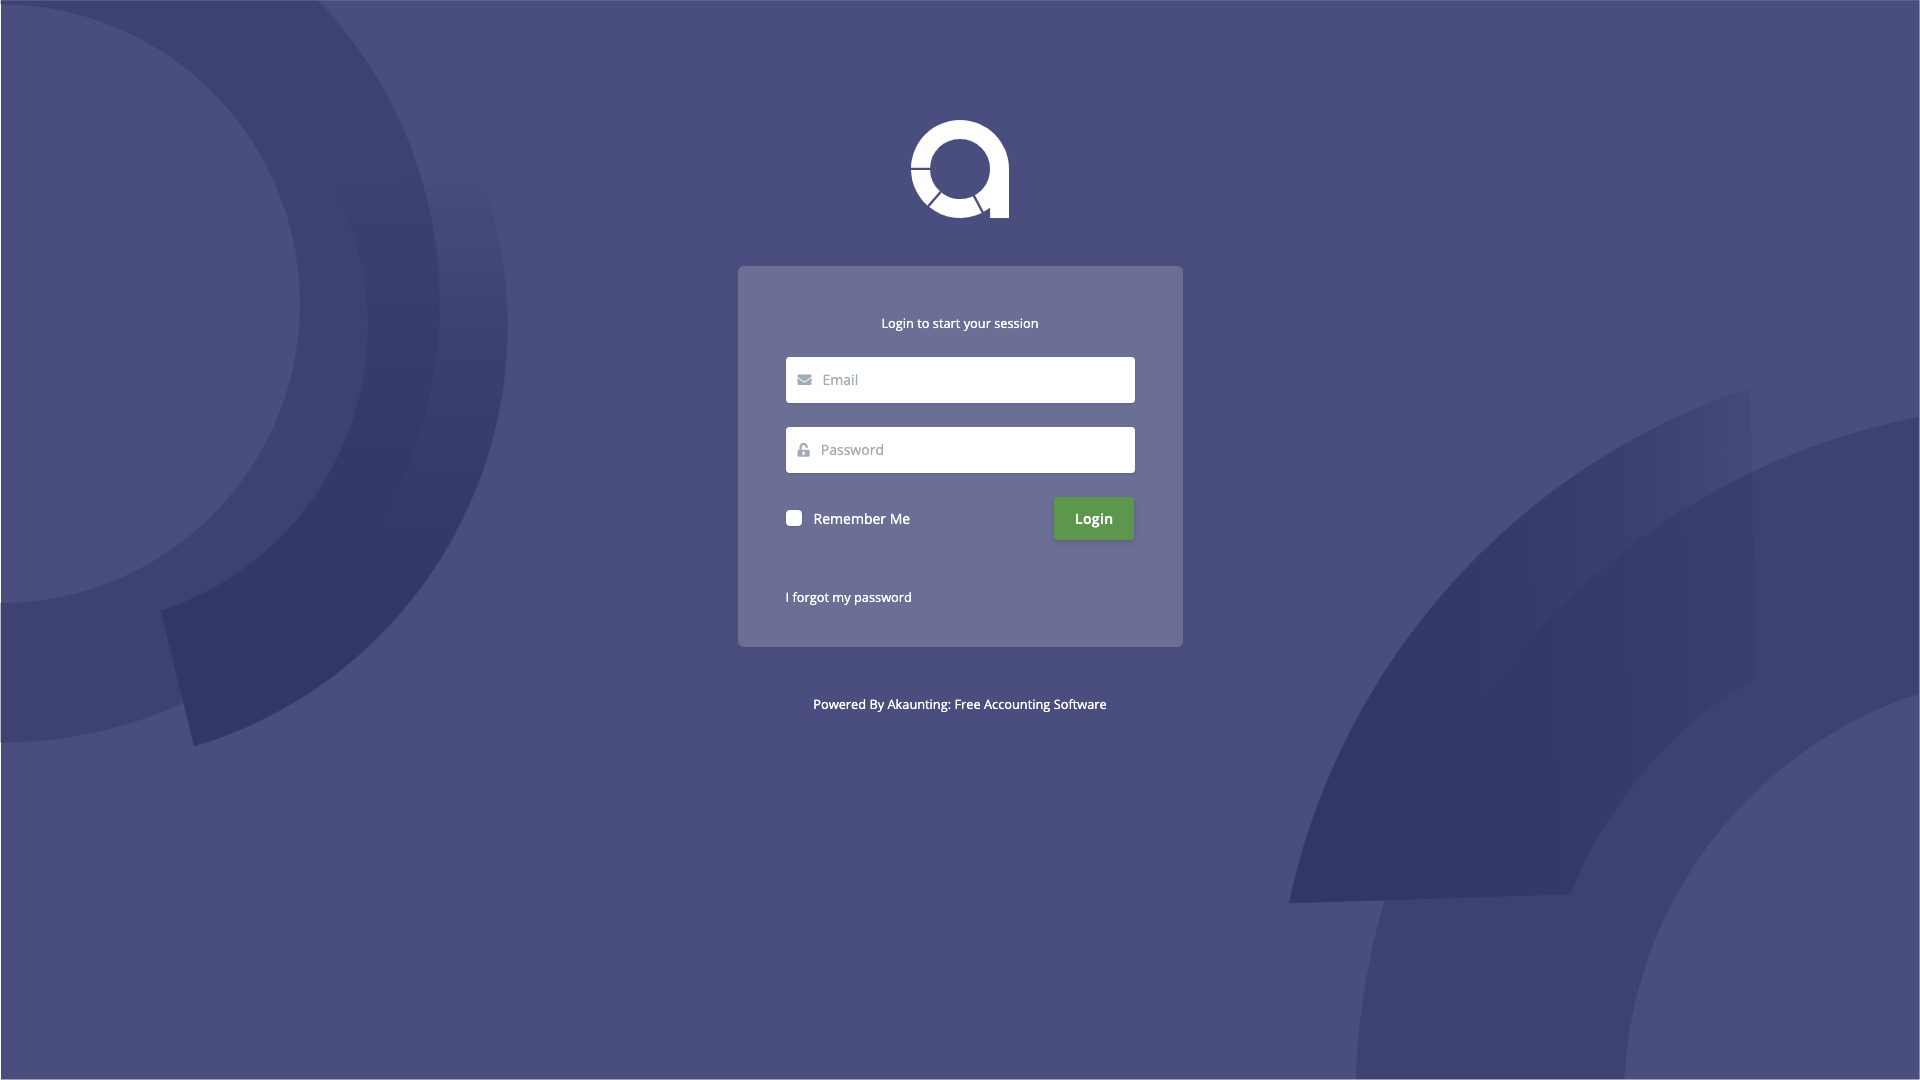 Login to start your session
Email
Password
Remember Me
Login
I forgot my password
Powered By Akaunting: Free Accounting Software